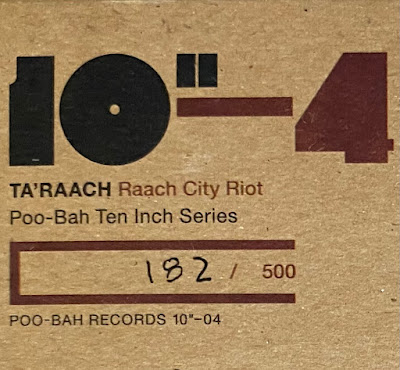 10"-4
TA'RAACH Raach City Riot
Poo-Bah Ten Inch Series
182 / 500
POO-BAH RECORDS 10"-04